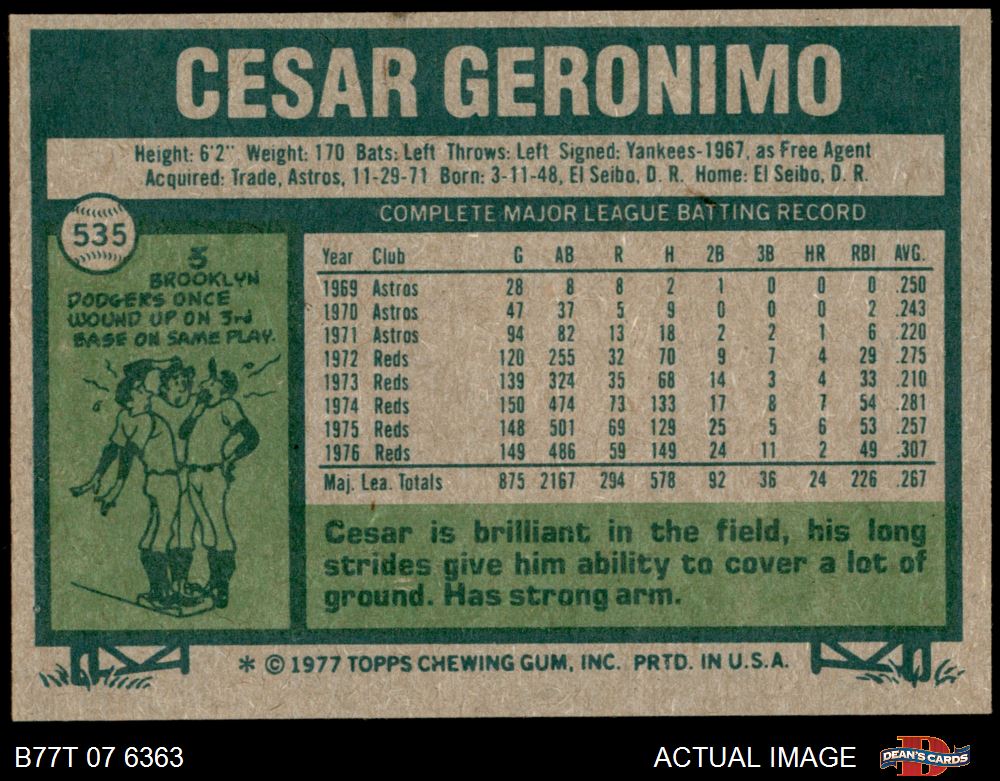 CESAR GERONIMO
Height: 6'2" Weight: 170 Bats: Left Throws: Left Signed: Yankees-1967, as Free Agent
Acquired: Trade, Astros, 11-29-71 Born: 3-11-48, El Seibo, D. R. Home: El Seibo, D. R.
535
3
BROOKLYN
DODGERS ONCE
WOUND UP ON 3rd
BASE ON SAME PLAY.
COMPLETE MAJOR LEAGUE BATTING RECORD
Year Club G AB R H 2B 3B HR RBI AVG.
1969 Astros 28 8 8 2 1 0 0 0 .250
1970 Astros 47 37 5 9 0 0 0 2 .243
1971 Astros 94 82 13 18 2 2 1 6 .220
1972 Reds 120 255 32 70 9 7 4 29 .275
1973 Reds 139 324 35 68 14 3 4 33 .210
1974 Reds 150 474 73 133 17 8 7 54 .281
1975 Reds 148 501 69 129 25 5 6 53 .257
1976 Reds 149 486 59 149 24 11 2 49 .307
Maj. Lea. Totals 875 2167 294 578 92 36 24 226 .267
Cesar is brilliant in the field, his long
strides give him ability to cover a lot of
ground. Has strong arm.
* © 1977 TOPPS CHEWING GUM, INC. PRTD. IN U.S.A.
B77T 07 6363
ACTUAL IMAGE
D
DEAN'S CARDS